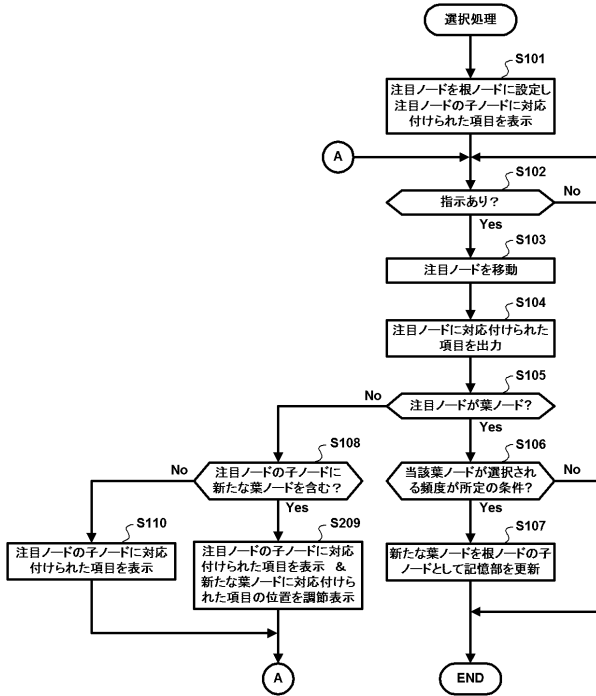 選択処理
S101
注目ノードを根ノードに設定し
注目ノードの子ノードに対応
付けられた項目を表示
A
S102
指示あり?
No
Yes
S103
注目ノードを移動
S104
注目ノードに対応付けられた
項目を出力
S105
注目ノードが葉ノード?
No
Yes
S108
注目ノードの子ノードに
新たな葉ノードを含む?
No
Yes
S106
当該葉ノードが選択され
る頻度が所定の条件?
No
Yes
S110
注目ノードの子ノードに対応
付けられた項目を表示
S209
注目ノードの子ノードに対応
付けられた項目を表示 &
新たな葉ノードに対応付けら
れた項目の位置を調節表示
S107
新たな葉ノードを根ノードの子
ノードとして記憶部を更新
A
END